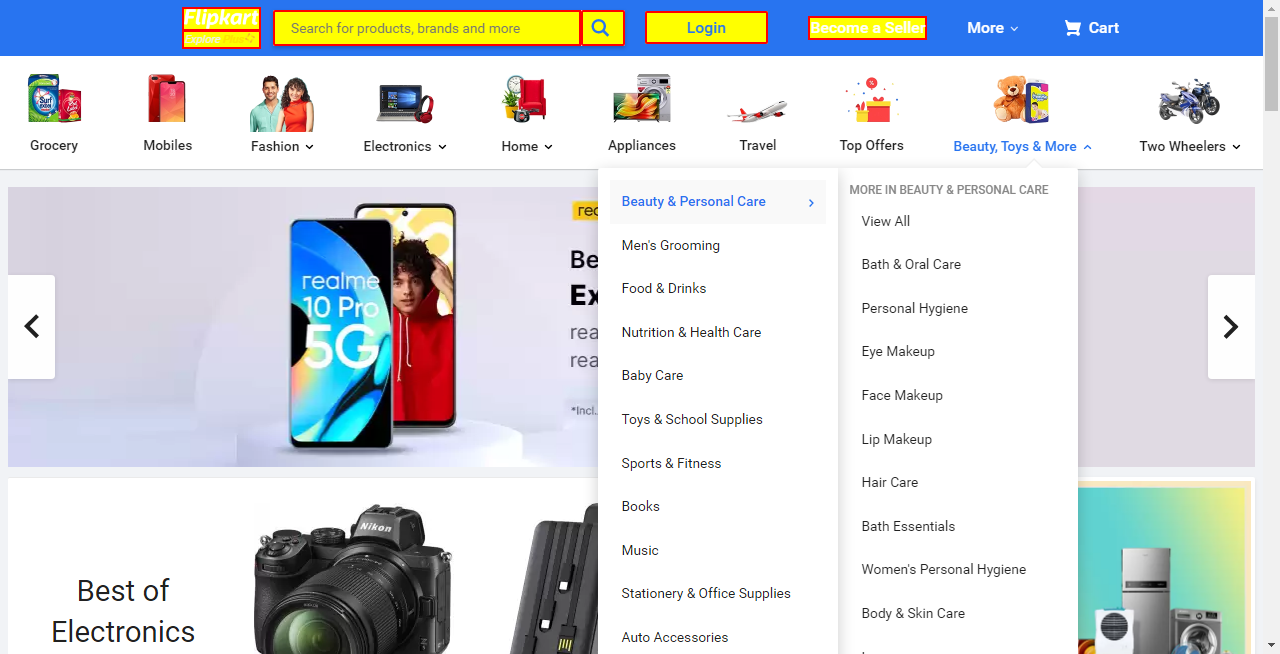 Flipkart
Explore Plus
Search for products, brands and more
Login
Become a Seller
More
Cart
Grocery
Mobiles
Fashion
Electronics
Home
Appliances
Travel
Top Offers
Beauty, Toys & More
Two Wheelers
realme
10 Pro
5G
Be
Ex
rea
rea
*Incl.
Beauty & Personal Care
Men's Grooming
Food & Drinks
Nutrition & Health Care
Baby Care
Toys & School Supplies
Sports & Fitness
Books
Music
Stationery & Office Supplies
Auto Accessories
MORE IN BEAUTY & PERSONAL CARE
View All
Bath & Oral Care
Personal Hygiene
Eye Makeup
Face Makeup
Lip Makeup
Hair Care
Bath Essentials
Women's Personal Hygiene
Body & Skin Care
Nikon
Best of
Electronics